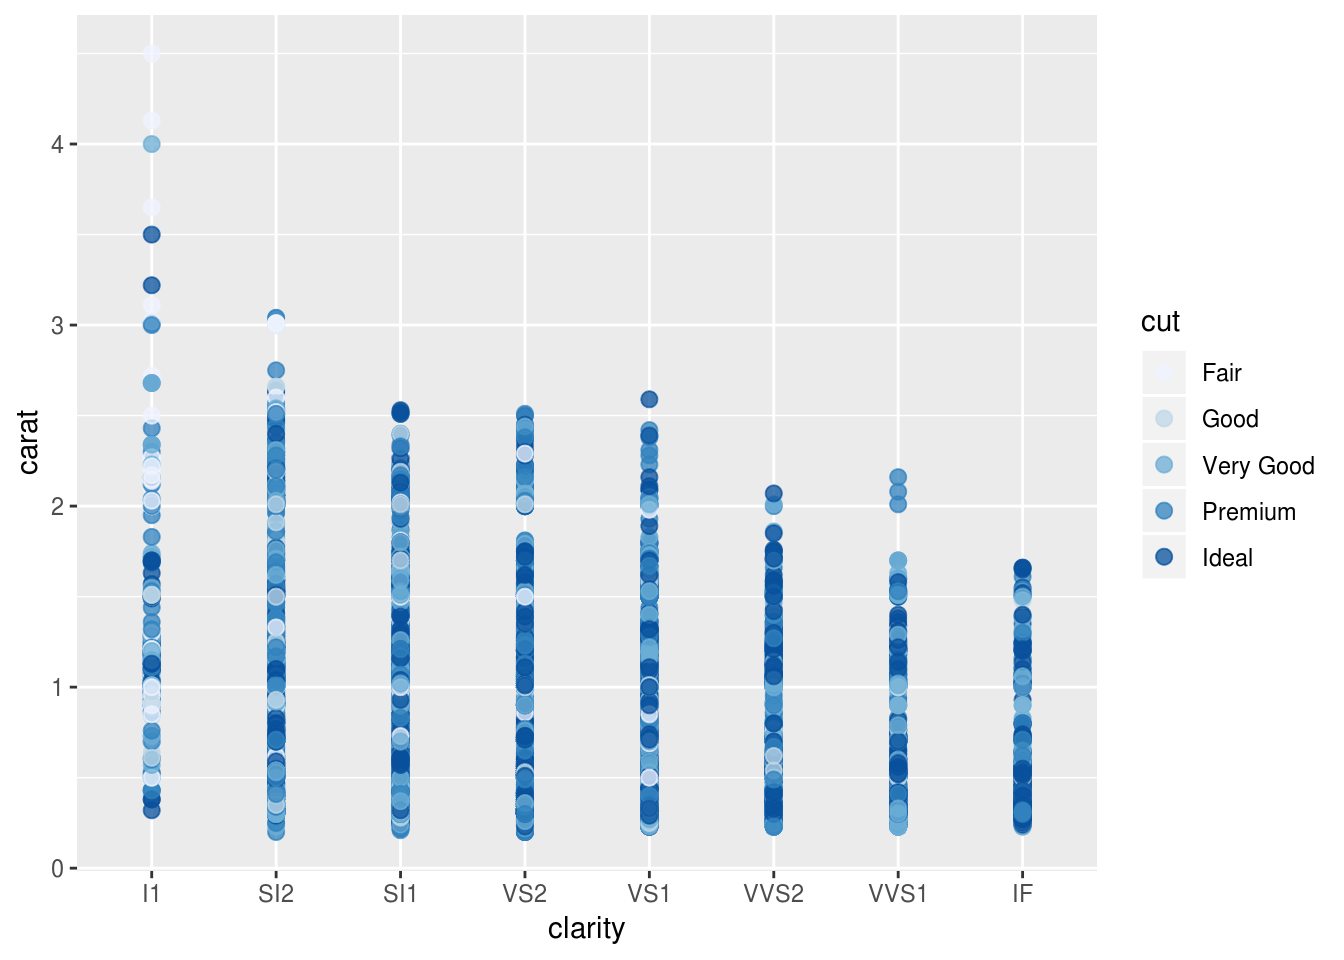 4
3
2
1
0
carat
I1 SI2 SI1 VS2 VS1 VVS2 VVS1 IF
clarity
cut
Fair
Good
Very Good
Premium
Ideal